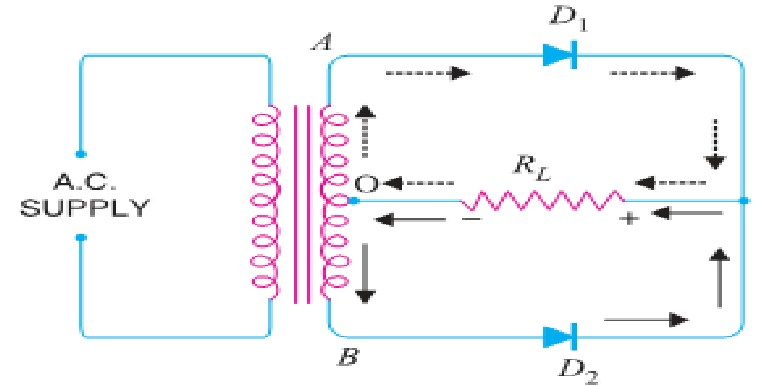 D1
A
A.C.
SUPPLY
O
RL
− +
B
D2